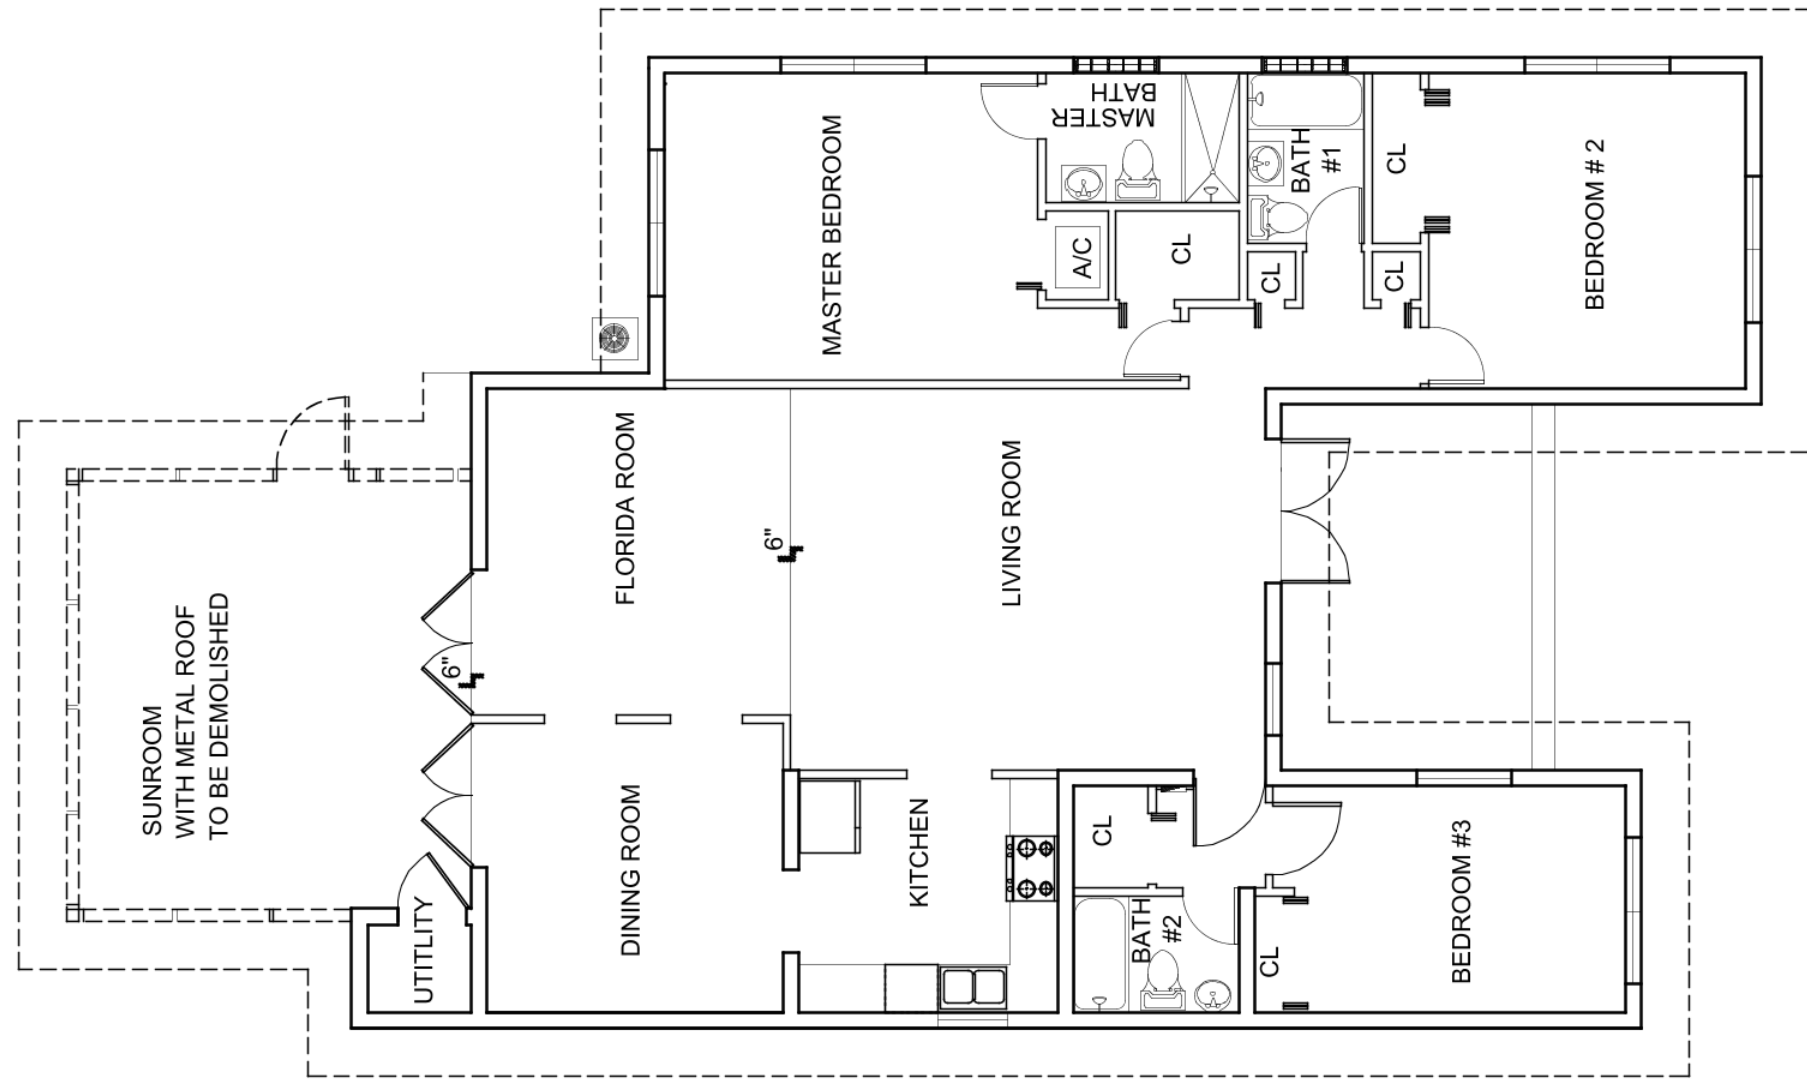 MASTER
BATH
MASTER BEDROOM
BATH
#1
CL
BEDROOM # 2
A/C
CL
CL
CL
FLORIDA ROOM
LIVING ROOM
6"
6"
SUNROOM
WITH METAL ROOF
TO BE DEMOLISHED
DINING ROOM
KITCHEN
CL
BEDROOM #3
UTITLITY
BATH
#2
CL